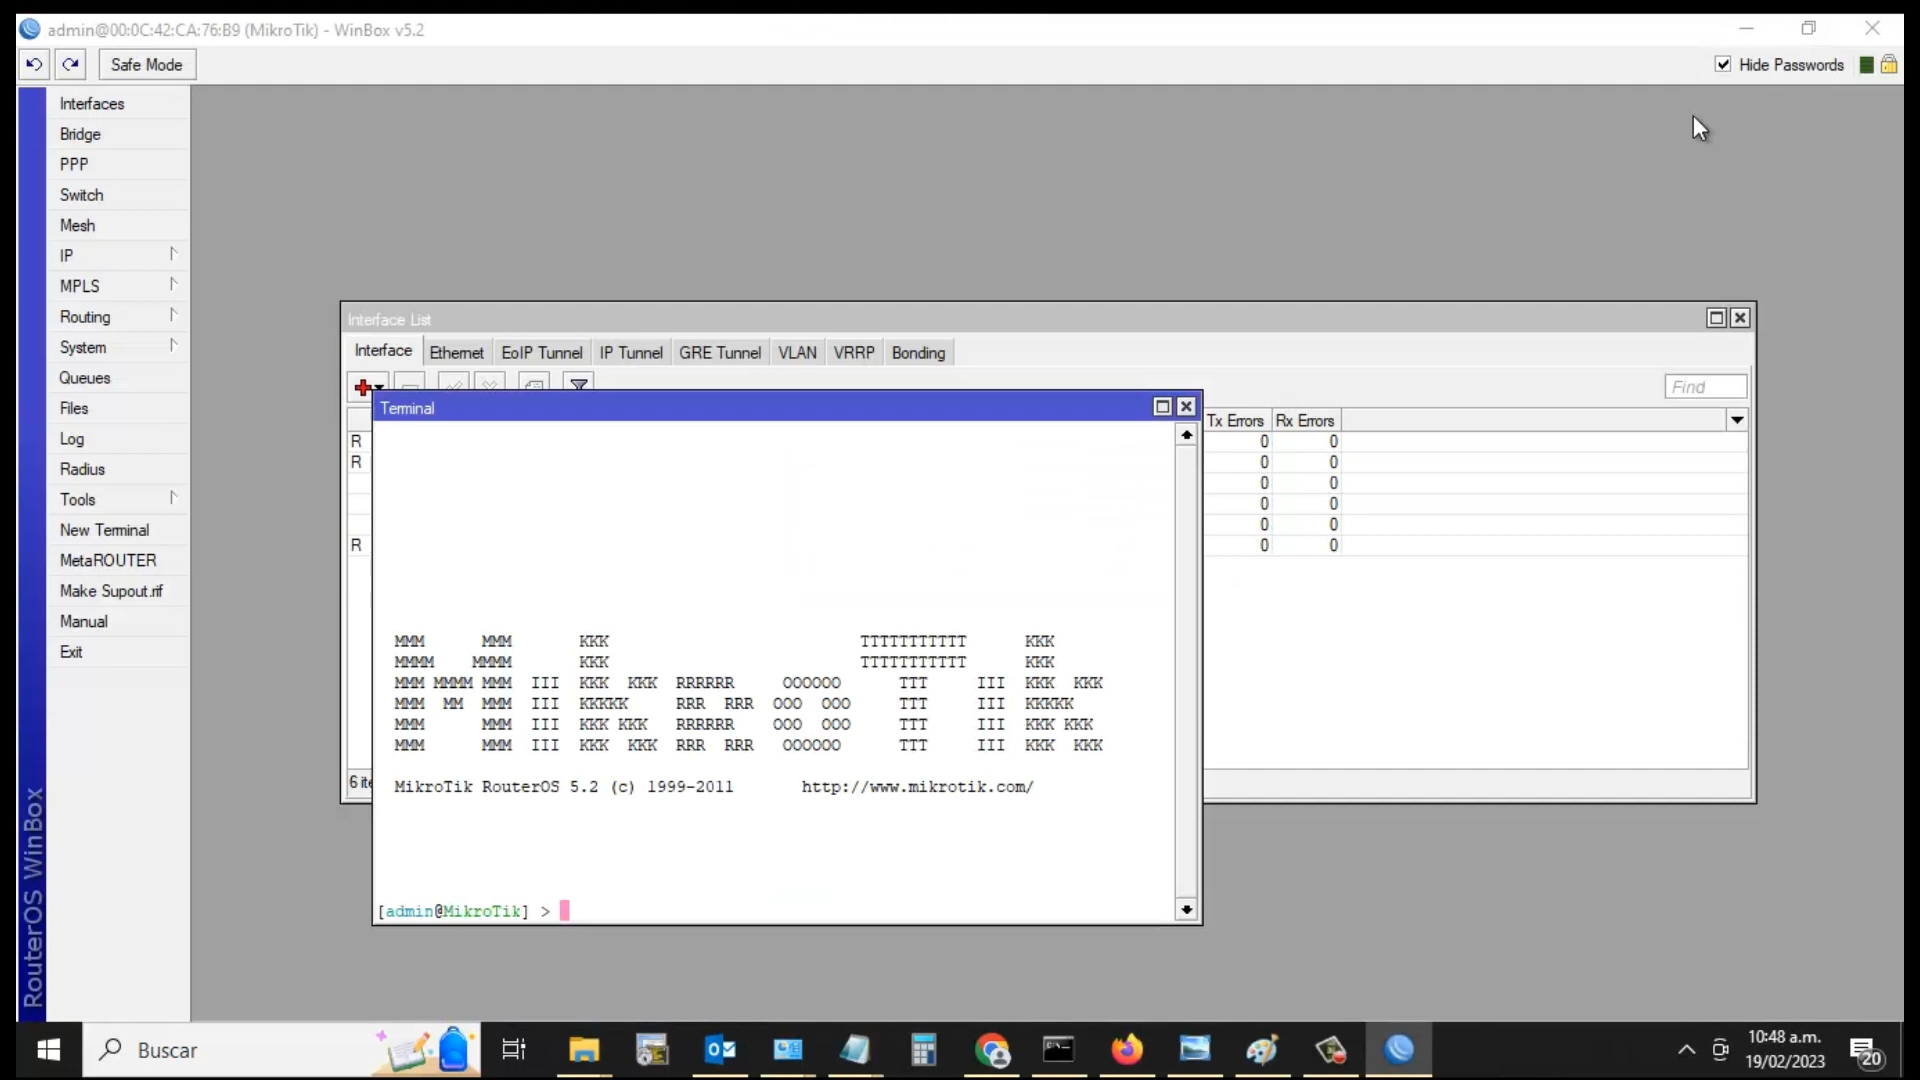 admin@00:0C:42:CA:76:B9 (MikroTik) - WinBox v5.2
Safe Mode
Hide Passwords
Interfaces
Bridge
PPP
Switch
Mesh
IP
MPLS
Routing
System
Queues
Files
Log
Radius
Tools
New Terminal
MetaROUTER
Make Supout.rif
Manual
Exit
RouterOS WinBox
Interface List
Interface Ethernet EoIP Tunnel IP Tunnel GRE Tunnel VLAN VRRP Bonding
Find
Tx Errors Rx Errors
R 0 0
R 0 0
0 0
0 0
0 0
R 0 0
6 ite
Terminal
MMM      MMM       KKK                          TTTTTTTTTTT      KKK
MMMM    MMMM       KKK                          TTTTTTTTTTT      KKK
MMM MMMM MMM  III  KKK  KKK  RRRRRR     OOOOOO      TTT     III  KKK  KKK
MMM  MM  MMM  III  KKKKK     RRR  RRR  OOO  OOO     TTT     III  KKKKK
MMM      MMM  III  KKK KKK   RRRRRR    OOO  OOO     TTT     III  KKK KKK
MMM      MMM  III  KKK  KKK  RRR  RRR   OOOOOO      TTT     III  KKK  KKK
MikroTik RouterOS 5.2 (c) 1999-2011       http://www.mikrotik.com/
[admin@MikroTik] >
Buscar
10:48 a.m.
19/02/2023
20